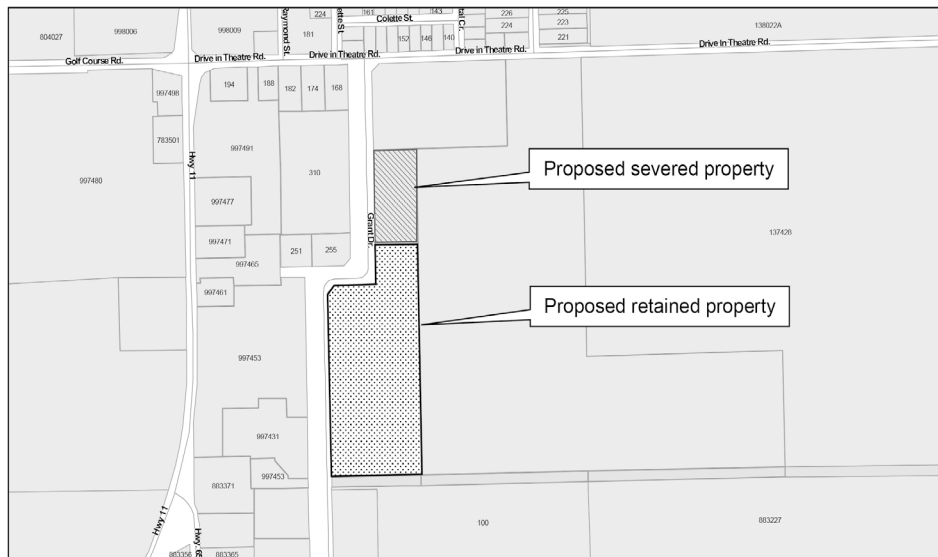 804027
998006
998009
Raymond St.
224
181
161
Colette St.
143
152
146
140
226
224
225
223
221
138022A
Golf Course Rd.
Drive in Theatre Rd.
Drive in Theatre Rd.
Drive in Theatre Rd.
Drive In Theatre Rd.
997498
783501
997480
Hwy 11
194
188
182
174
168
997491
310
997477
997471
997465
997461
251
255
Grant Dr.
Proposed severed property
137428
Proposed retained property
997453
997431
997453
883371
883356
883365
Hwy 11
Hwy. 65
100
883227